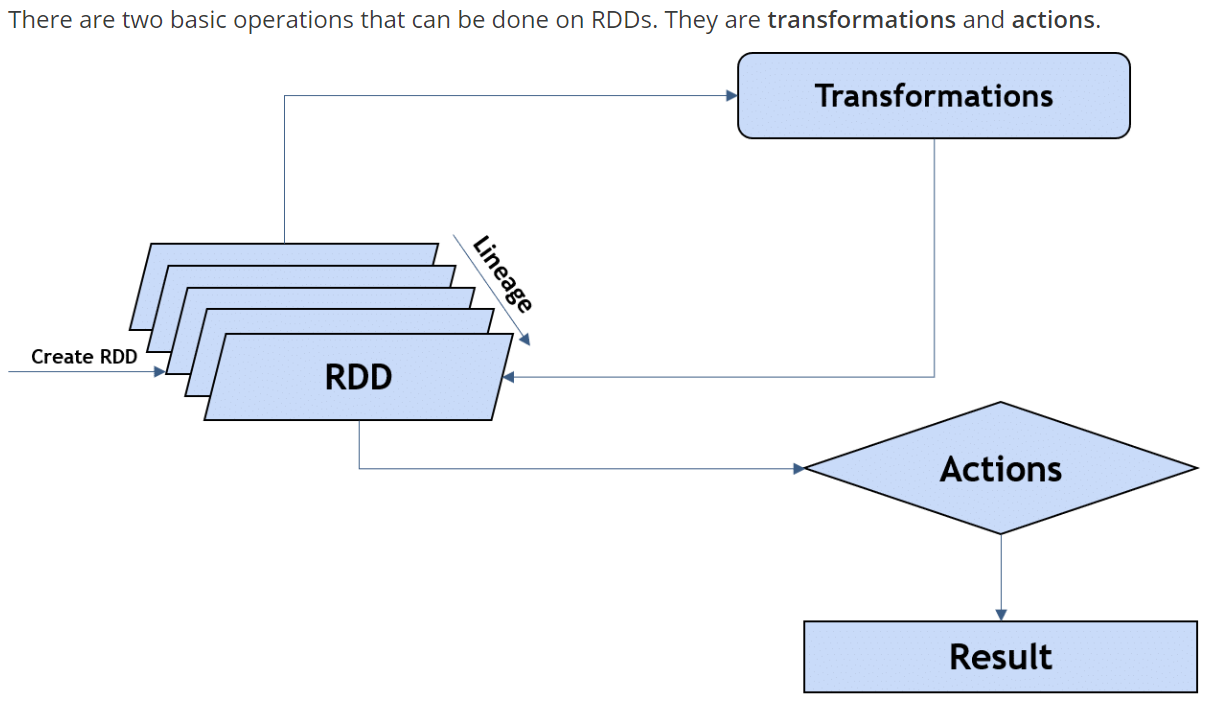 There are two basic operations that can be done on RDDs. They are transformations and actions.
Transformations
Lineage
Create RDD
RDD
Actions
Result